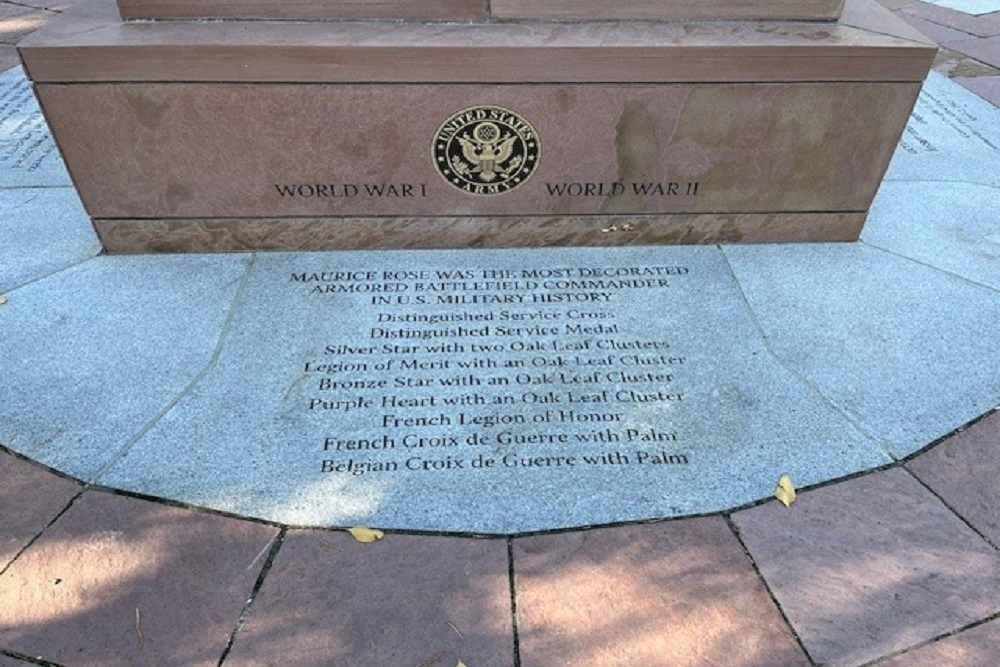 UNITED STATES
ARMY
WORLD WAR I
WORLD WAR II
MAURICE ROSE WAS THE MOST DECORATED
ARMORED BATTLEFIELD COMMANDER
IN U.S. MILITARY HISTORY
Distinguished Service Cross
Distinguished Service Medal
Silver Star with two Oak Leaf Clusters
Legion of Merit with an Oak Leaf Cluster
Bronze Star with an Oak Leaf Cluster
Purple Heart with an Oak Leaf Cluster
French Legion of Honor
French Croix de Guerre with Palm
Belgian Croix de Guerre with Palm